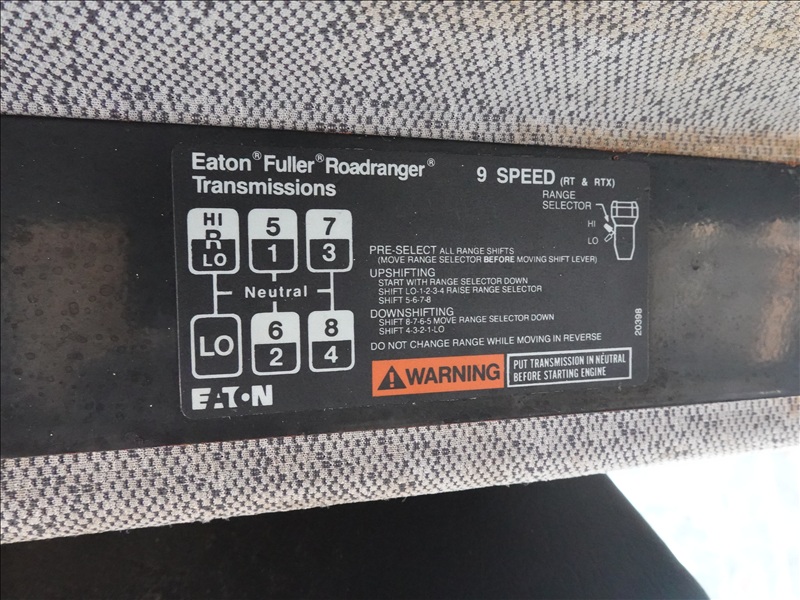 Eaton® Fuller® Roadranger®
Transmissions
9 SPEED (RT & RTX)
RANGE
SELECTOR
HI
LO
HI
R
LO
5
1
7
3
Neutral
LO
6
2
8
4
EATON
PRE-SELECT ALL RANGE SHIFTS
(MOVE RANGE SELECTOR BEFORE MOVING SHIFT LEVER)
UPSHIFTING
START WITH RANGE SELECTOR DOWN
SHIFT LO-1-2-3-4 RAISE RANGE SELECTOR
SHIFT 5-6-7-8
DOWNSHIFTING
SHIFT 8-7-6-5 MOVE RANGE SELECTOR DOWN
SHIFT 4-3-2-1-LO
DO NOT CHANGE RANGE WHILE MOVING IN REVERSE
WARNING
PUT TRANSMISSION IN NEUTRAL
BEFORE STARTING ENGINE
20398